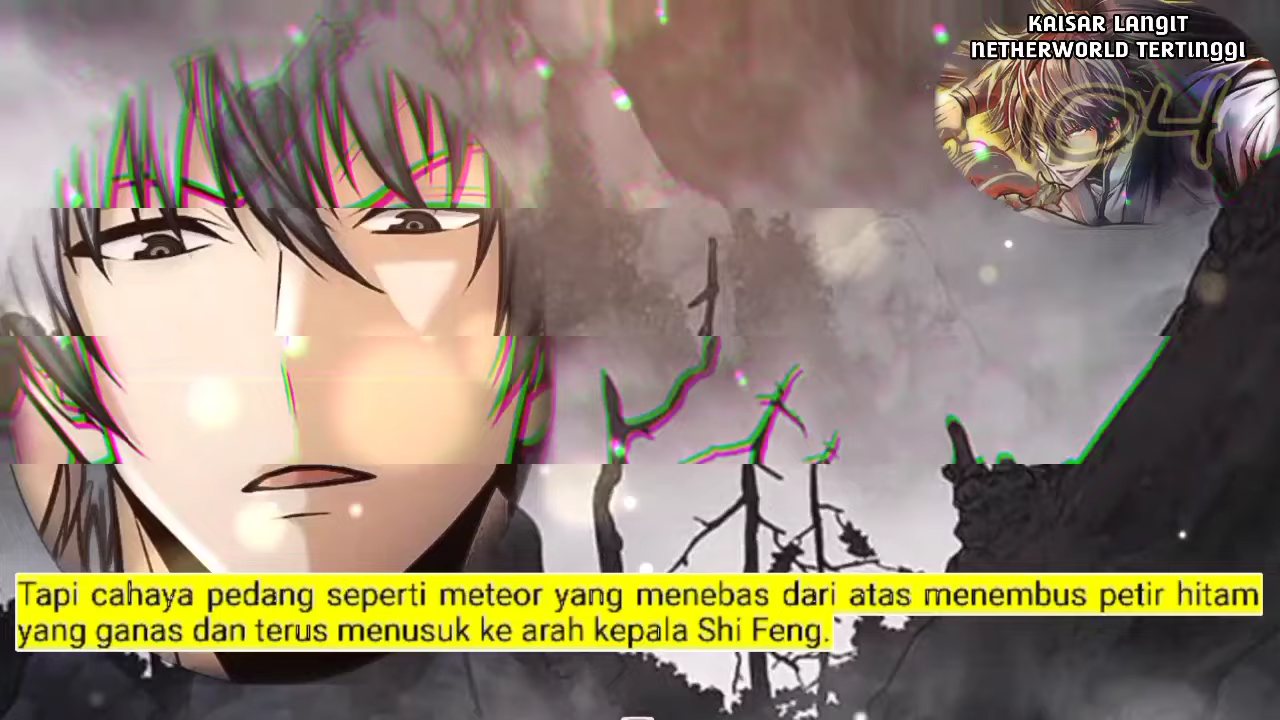 KAISAR LANGIT
NETHERWORLD TERTINGGI
04
Tapi cahaya pedang seperti meteor yang menebas dari atas menembus petir hitam
yang ganas dan terus menusuk ke arah kepala Shi Feng.